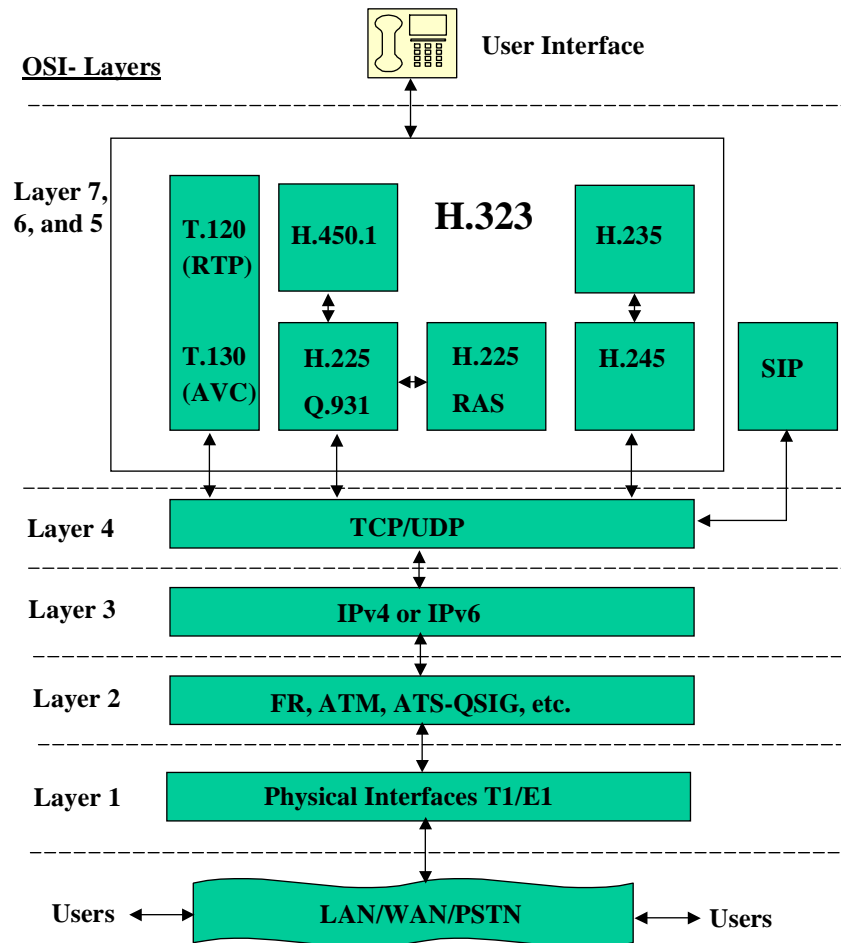 User Interface
OSI- Layers
Layer 7,
6, and 5
H.323
T.120
(RTP)
T.130
(AVC)
H.450.1
H.235
H.225
Q.931
H.225
RAS
H.245
SIP
Layer 4
TCP/UDP
Layer 3
IPv4 or IPv6
Layer 2
FR, ATM, ATS-QSIG, etc.
Layer 1
Physical Interfaces T1/E1
Users
LAN/WAN/PSTN
Users